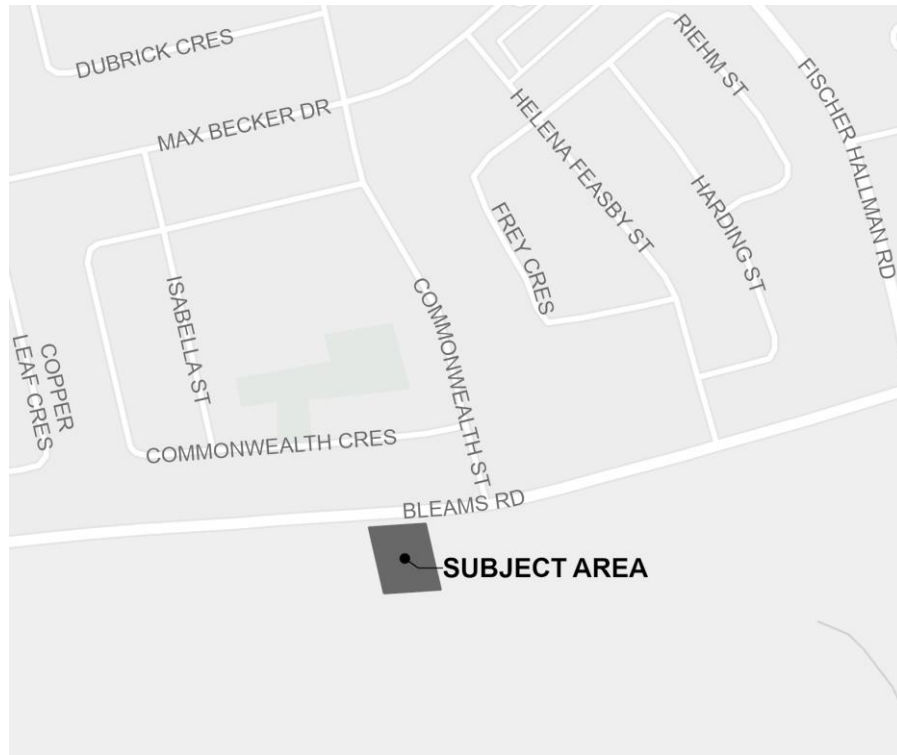 DUBRICK CRES
RIEHM ST
FISCHER HALLMAN RD
MAX BECKER DR
HELENA FEASBY ST
HARDING ST
FREY CRES
ISABELLA ST
COMMONWEALTH ST
COPPER
LEAF CRES
COMMONWEALTH CRES
BLEAMS RD
SUBJECT AREA